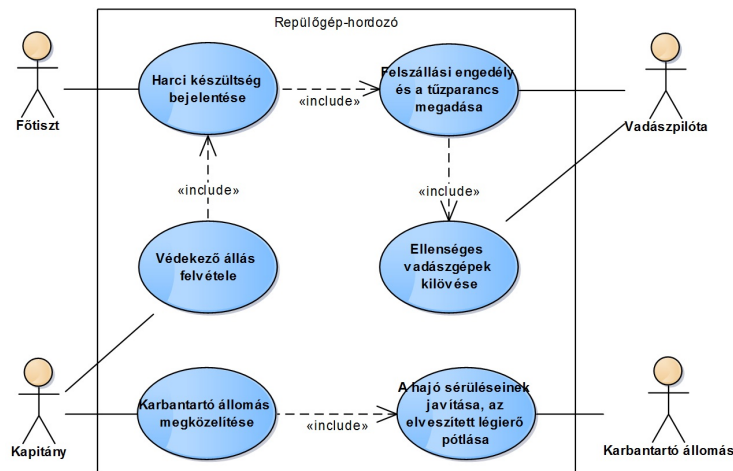 Repülőgép-hordozó
Harci készültség
bejelentése
«include»
Felszállási engedély
és a tűzparancs
megadása
Főtiszt
Vadászpilóta
«include»
«include»
Védekező állás
felvétele
Ellenséges
vadászgépek
kilövése
Karbantartó állomás
megközelitése
«include»
A hajó sérüléseinek
javítása, az
elveszített légierő
pótlása
Kapitány
Karbantartó állomás